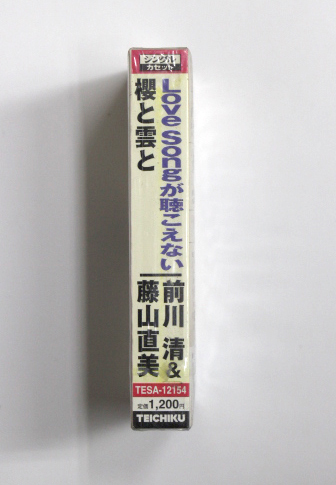 シングル
カセット
Love Songが聴こえない
櫻と雲と
前川 清&
藤山直美
TESA-12154
定価1,200円
TEICHIKU